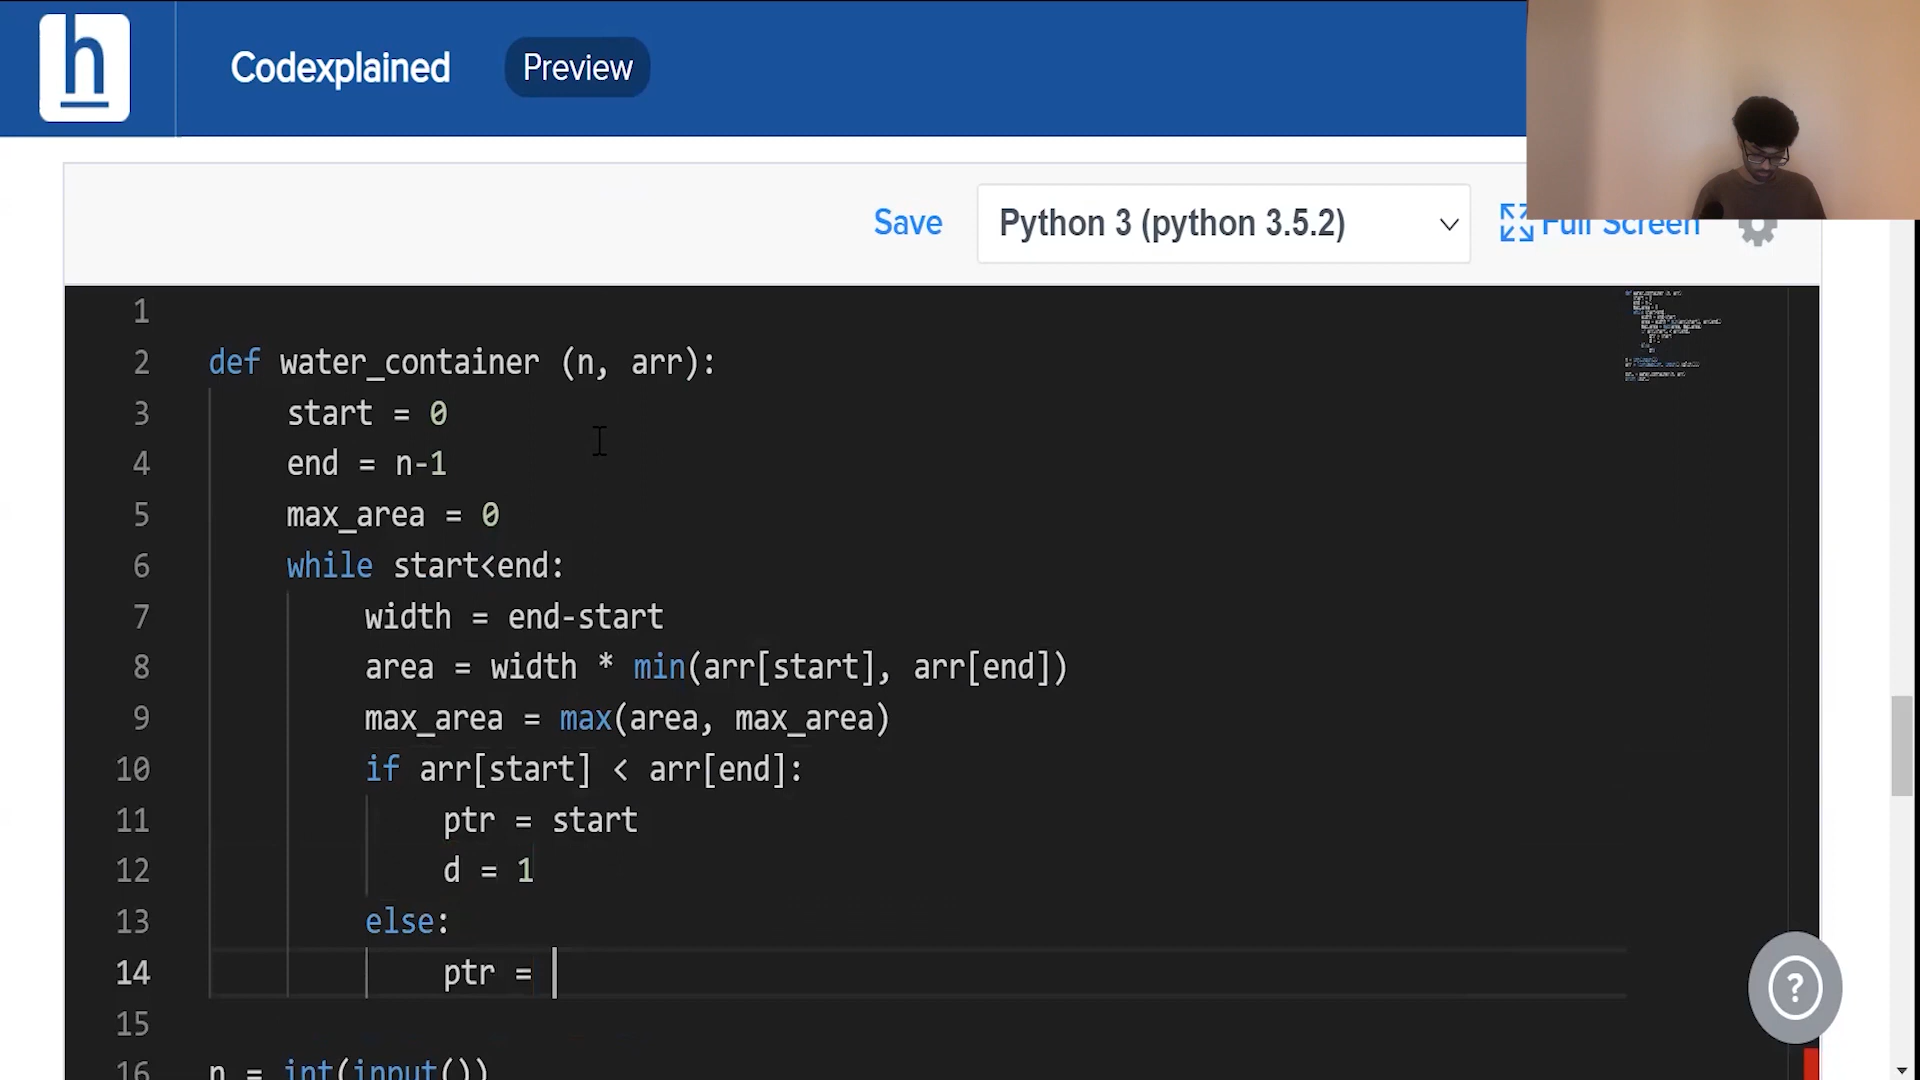 h
Codexplained
Preview
Save
Python 3 (python 3.5.2)
Full Screen
1
2 def water_container (n, arr):
3 start = 0
4 end = n-1
5 max_area = 0
6 while start<end:
7 width = end-start
8 area = width * min(arr[start], arr[end])
9 max_area = max(area, max_area)
10 if arr[start] < arr[end]:
11 ptr = start
12 d = 1
13 else:
14 ptr =
15
16 n = int(input())
?